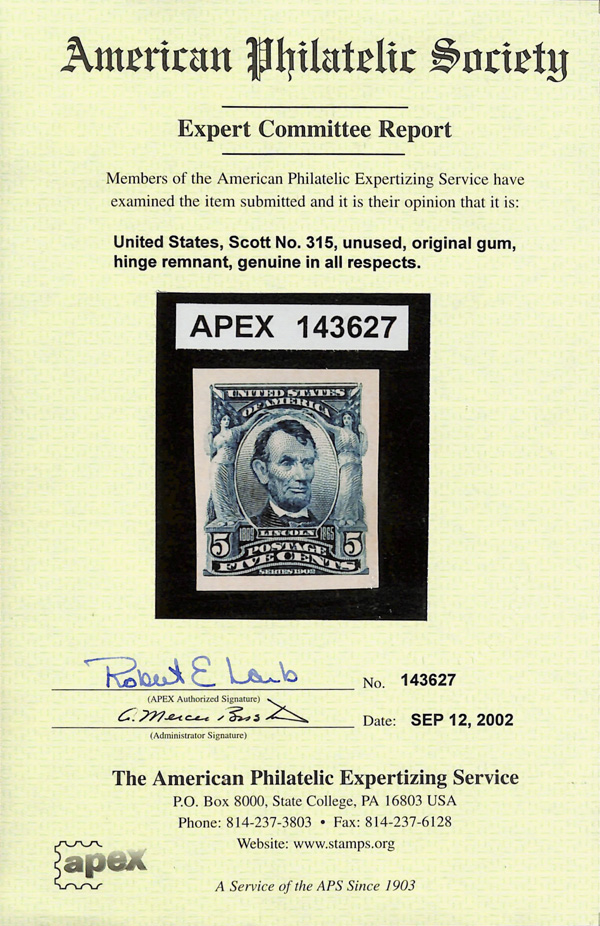 American Philatelic Society
Expert Committee Report
Members of the American Philatelic Expertizing Service have
examined the item submitted and it is their opinion that it is:
United States, Scott No. 315, unused, original gum,
hinge remnant, genuine in all respects.
APEX 143627
UNITED STATES
OF AMERICA
1809 LINCOLN 1865
5 POSTAGE 5
FIVE CENTS
SERIES 1902
Robert E
No. 143627
(APEX Authorized Signature)
Date: SEP 12, 2002
(Administrator Signature)
The American Philatelic Expertizing Service
P.O. Box 8000, State College, PA 16803 USA
Phone: 814-237-3803 • Fax: 814-237-6128
Website: www.stamps.org
apex
A Service of the APS Since 1903